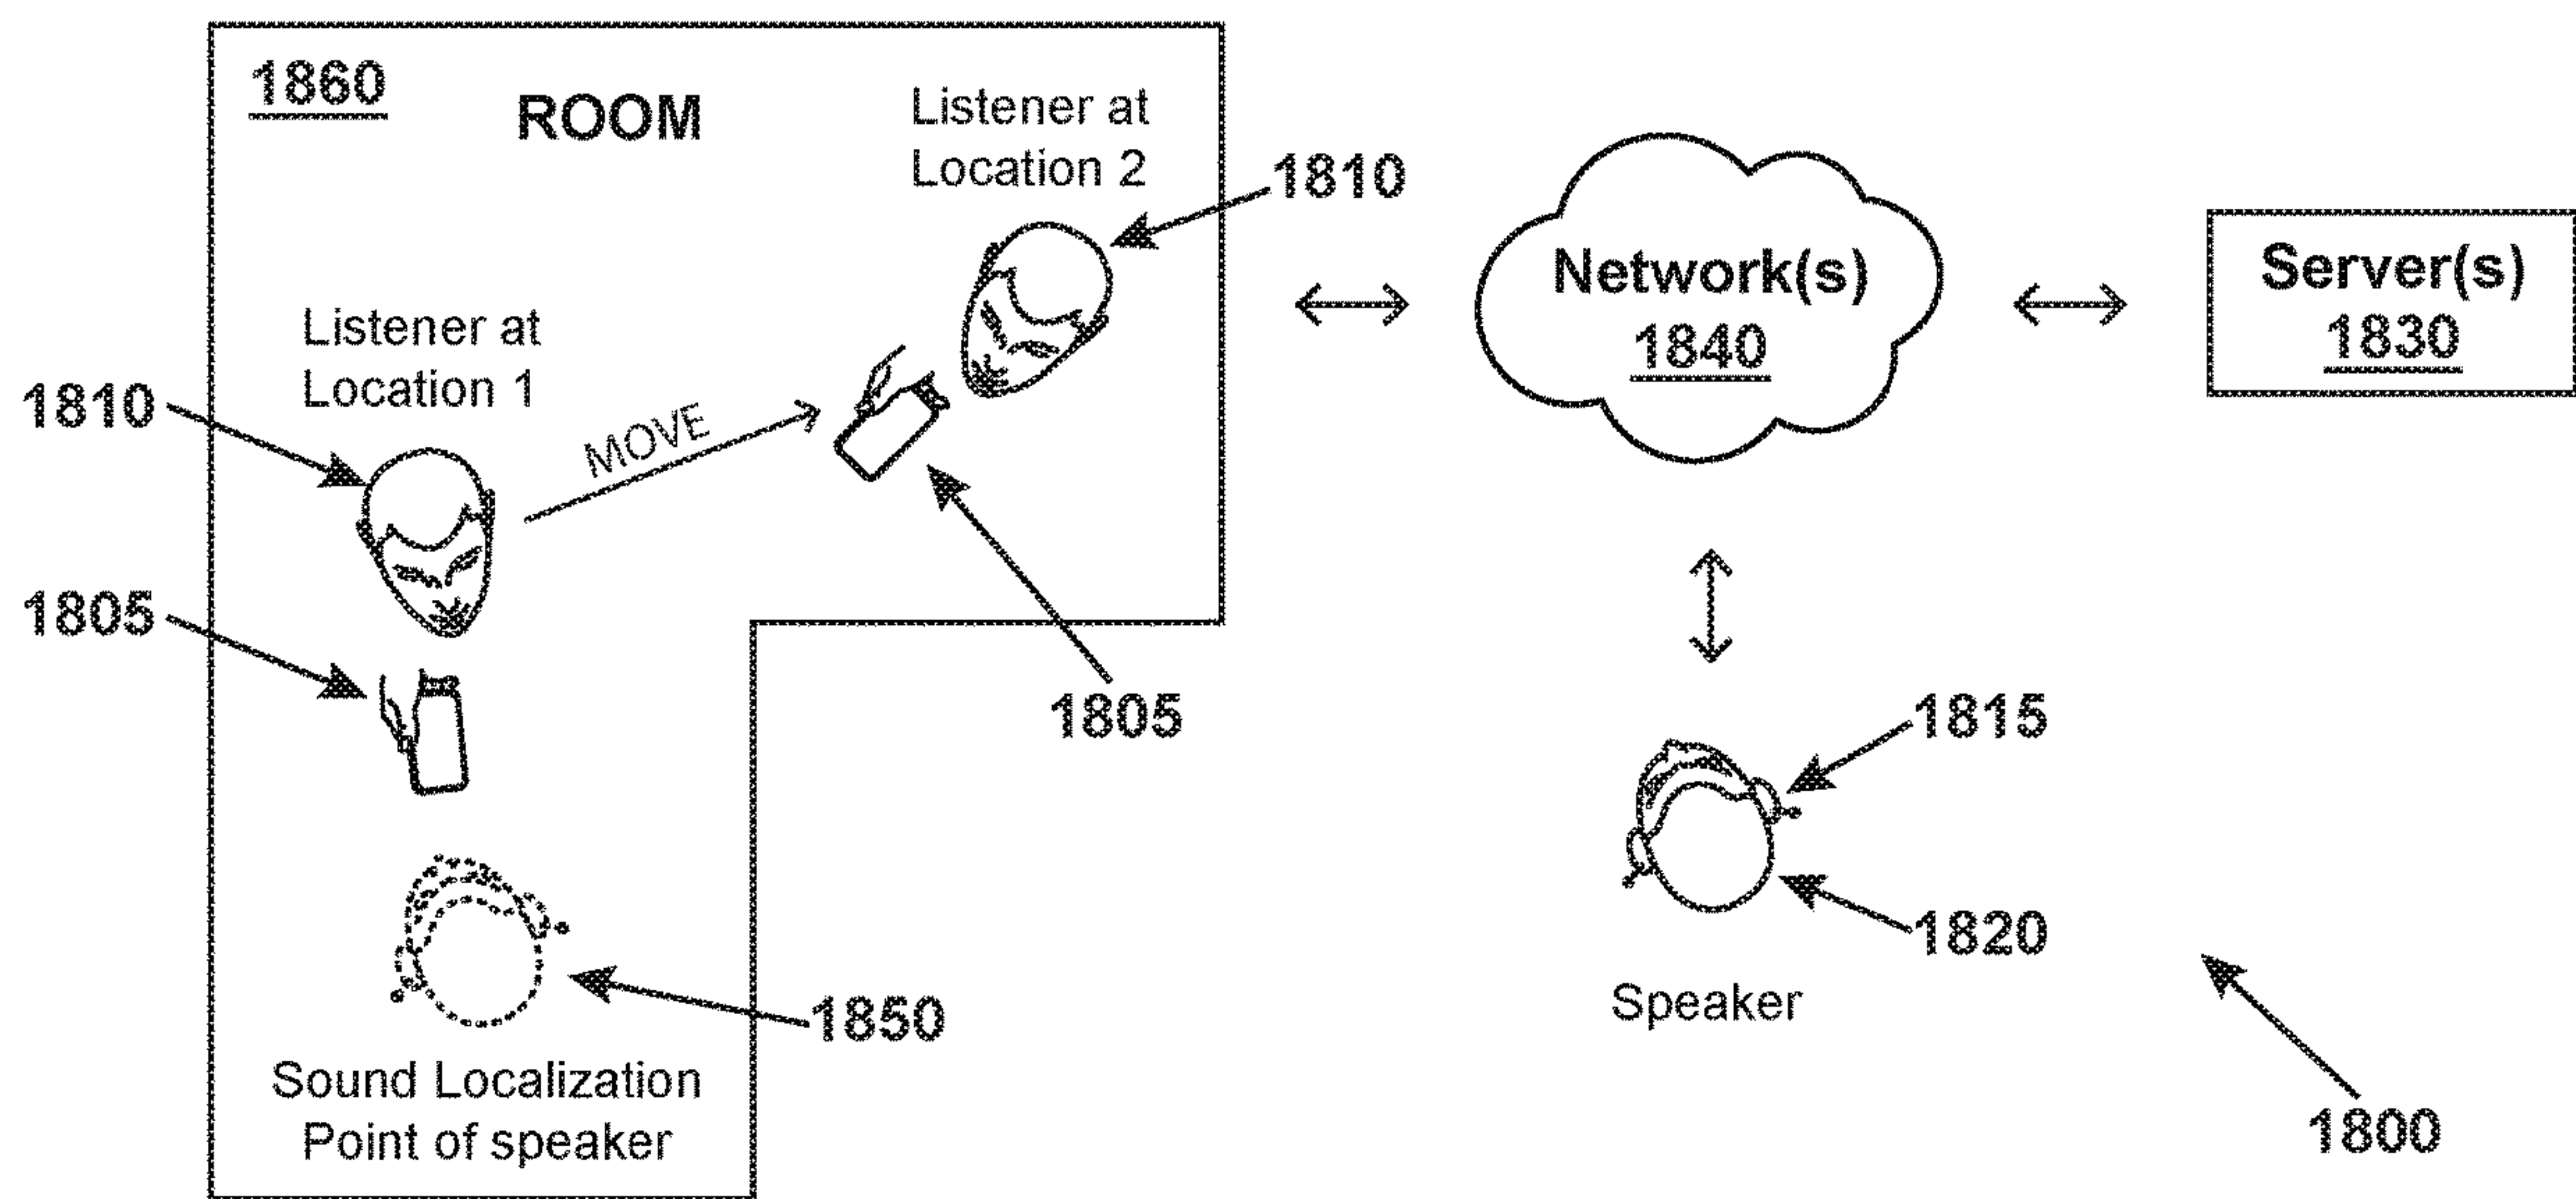 1860
ROOM
Listener at
Location 2
1810
Network(s)
1840
Server(s)
1830
Listener at
Location 1
1810
MOVE
1805
1805
1815
1820
Speaker
1850
Sound Localization
Point of speaker
1800